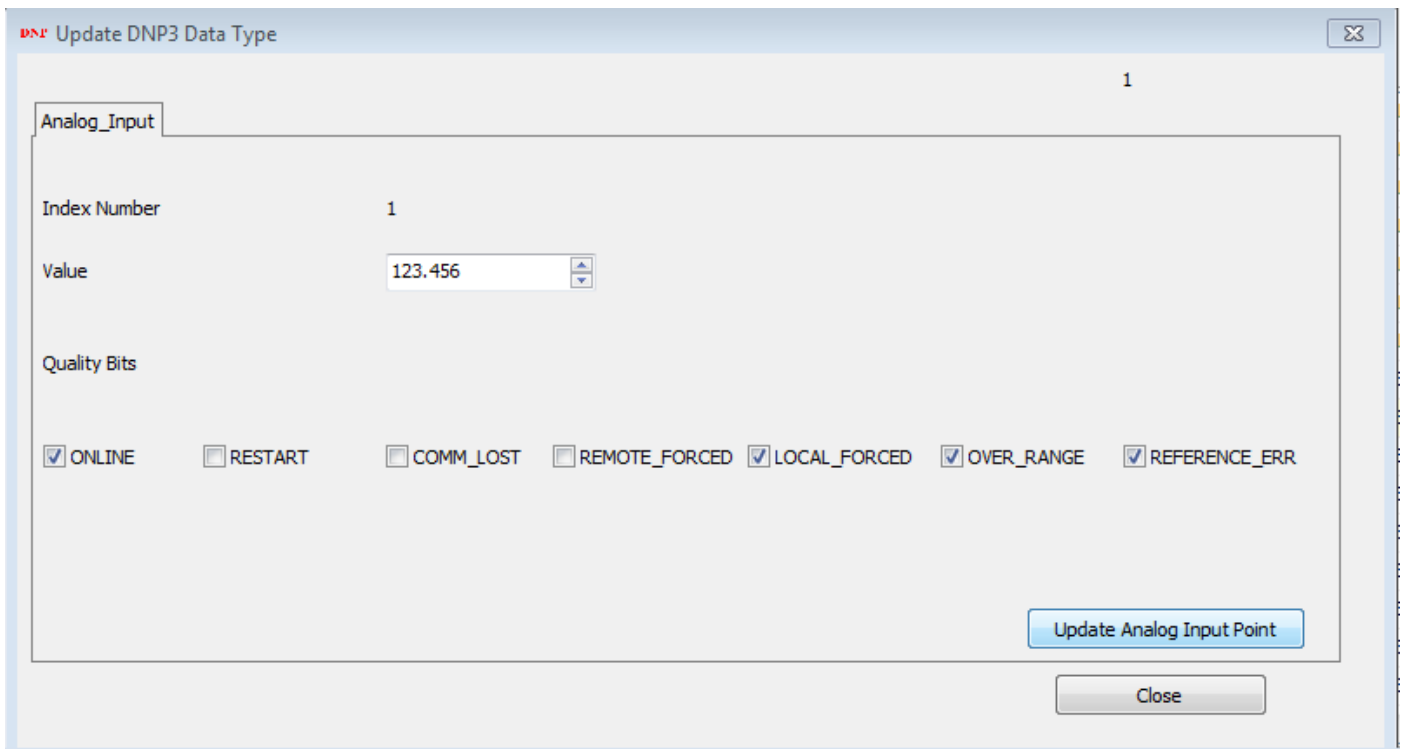 DNP Update DNP3 Data Type
1
Analog_Input
Index Number 1
Value 123.456
Quality Bits
ONLINE RESTART COMM_LOST REMOTE_FORCED LOCAL_FORCED OVER_RANGE REFERENCE_ERR
Update Analog Input Point
Close